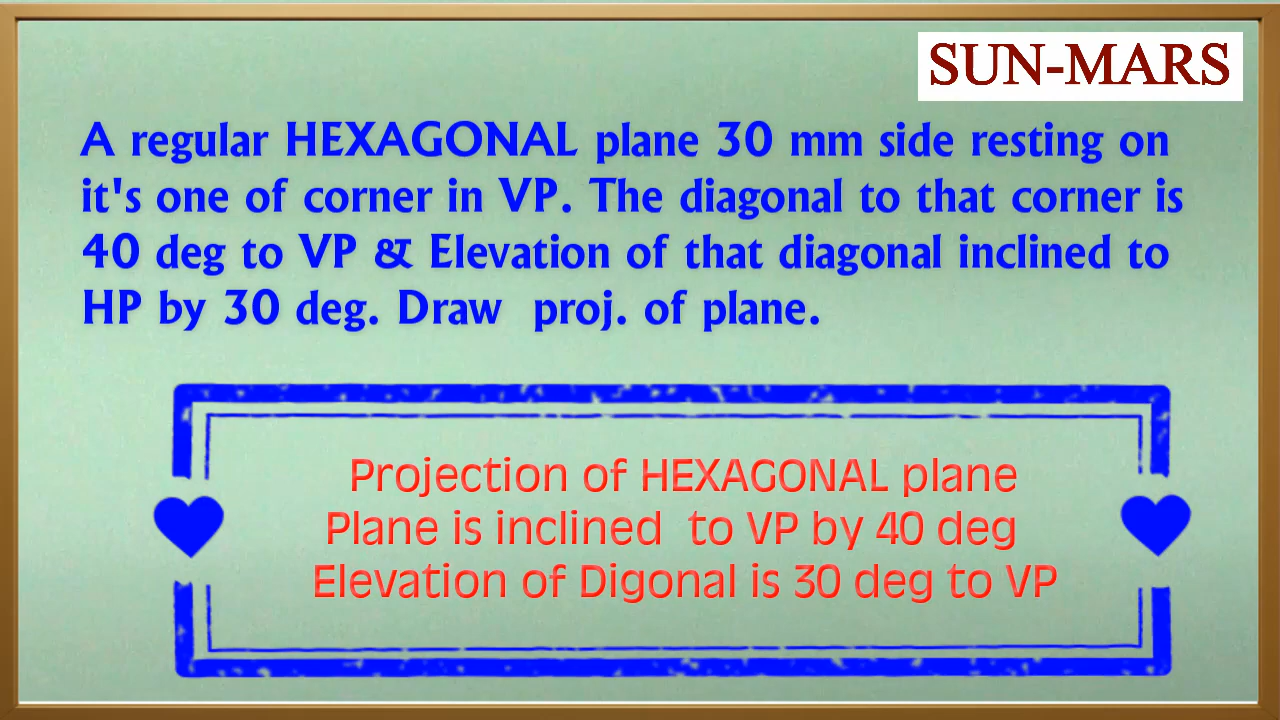 SUN-MARS
A regular HEXAGONAL plane 30 mm side resting on
it's one of corner in VP. The diagonal to that corner is
40 deg to VP & Elevation of that diagonal inclined to
HP by 30 deg. Draw proj. of plane.
Projection of HEXAGONAL plane
Plane is inclined to VP by 40 deg
Elevation of Digonal is 30 deg to VP